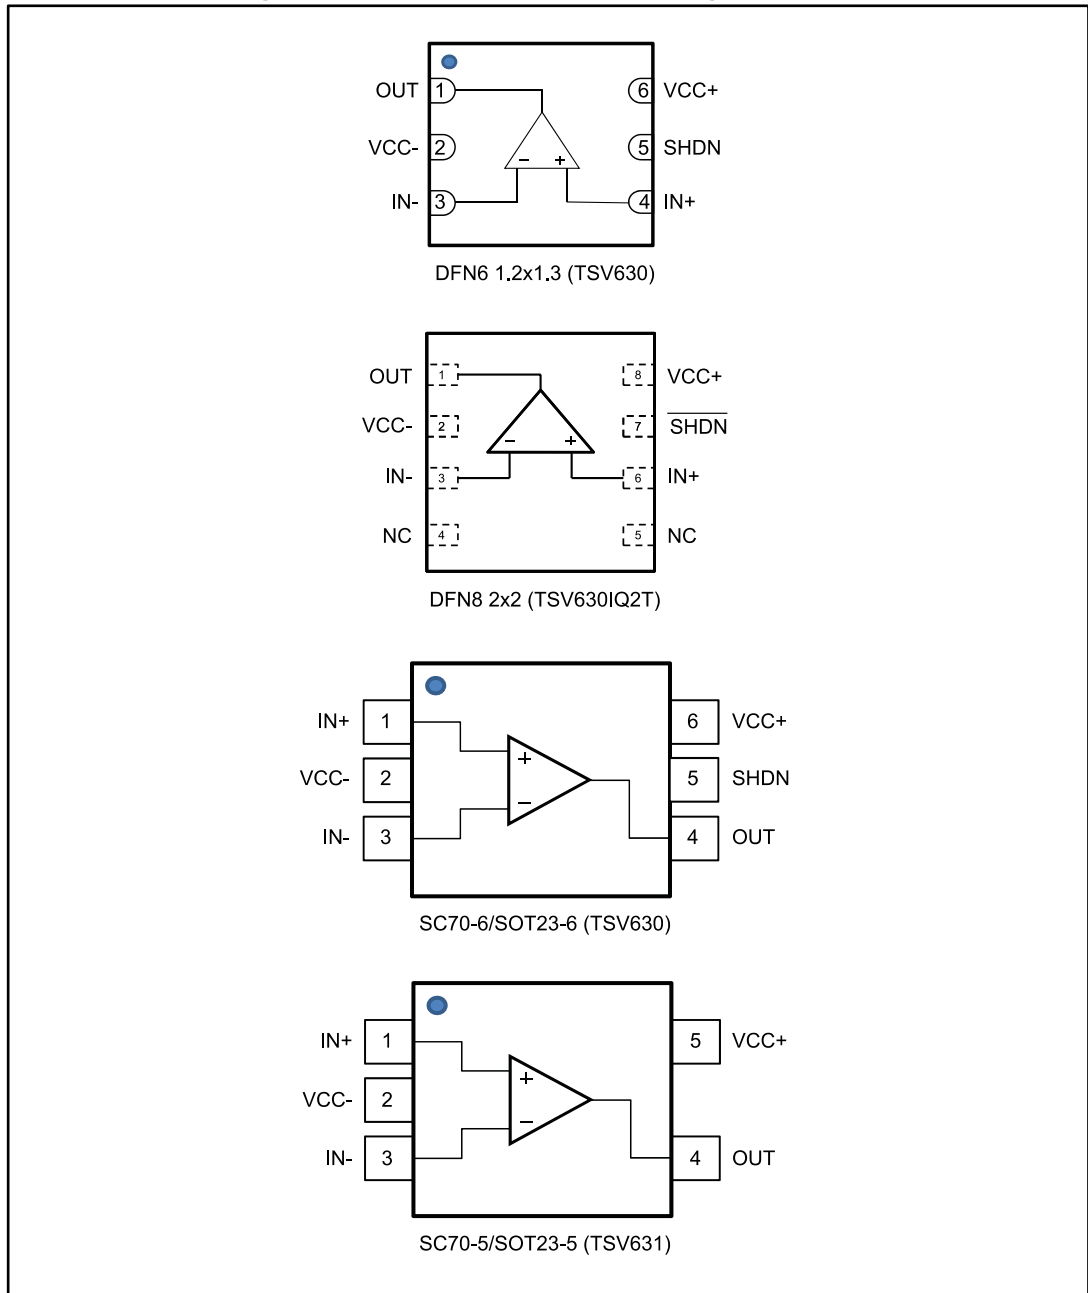 OUT 1 6 VCC+
VCC- 2 5 SHDN
- +
IN- 3 4 IN+
DFN6 1.2x1.3 (TSV630)
OUT 1 8 VCC+
VCC- 2 7 SHDN
- +
IN- 3 6 IN+
NC 4 5 NC
DFN8 2x2 (TSV630IQ2T)
IN+ 1 6 VCC+
+
VCC- 2 5 SHDN
-
IN- 3 4 OUT
SC70-6/SOT23-6 (TSV630)
IN+ 1 5 VCC+
+
VCC- 2
-
IN- 3 4 OUT
SC70-5/SOT23-5 (TSV631)